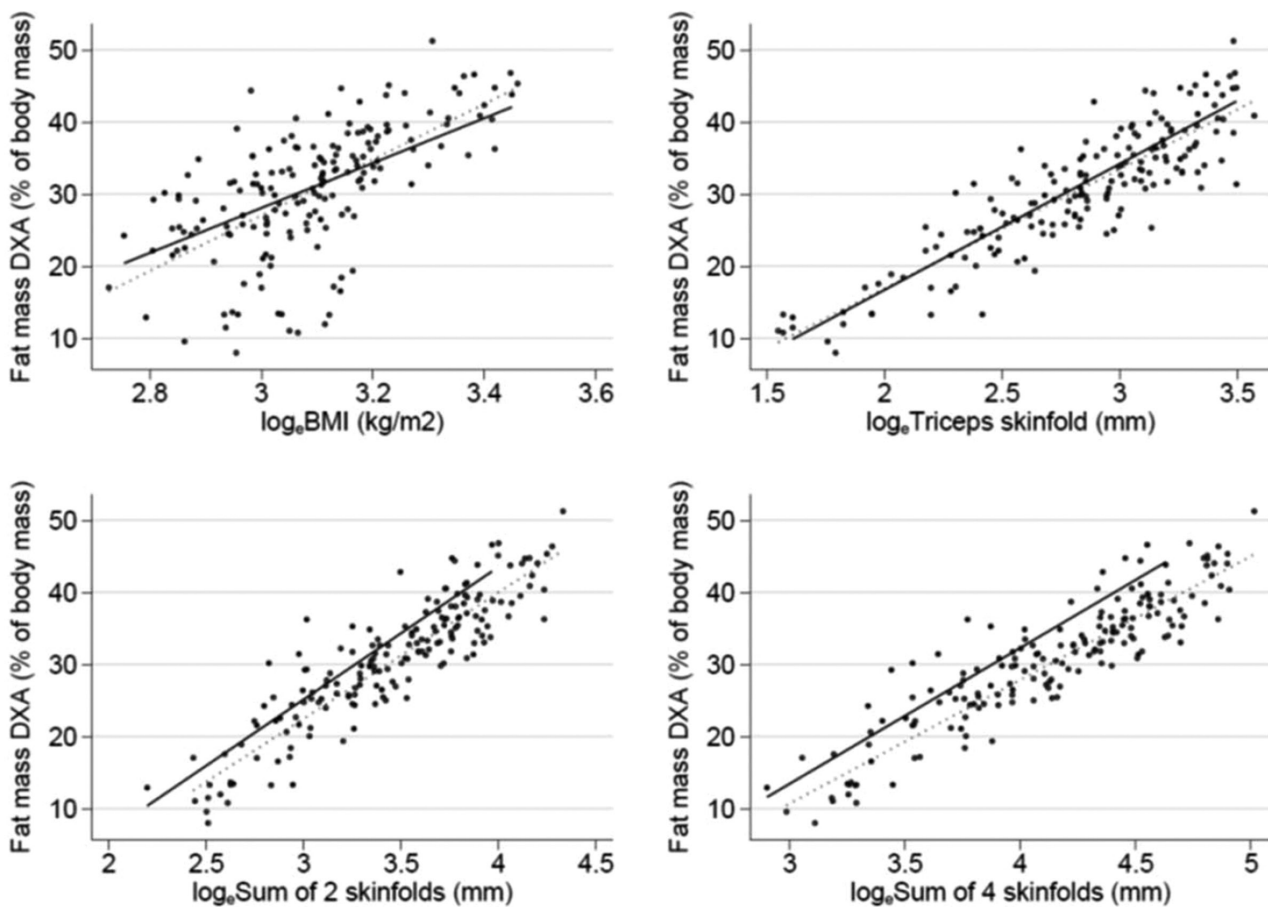 Fat mass DXA (% of body mass)
50
40
30
20
10
2.8 3 3.2 3.4 3.6
logeBMI (kg/m2)
Fat mass DXA (% of body mass)
50
40
30
20
10
1.5 2 2.5 3 3.5
logeTriceps skinfold (mm)
Fat mass DXA (% of body mass)
50
40
30
20
10
2 2.5 3 3.5 4 4.5
logeSum of 2 skinfolds (mm)
Fat mass DXA (% of body mass)
50
40
30
20
10
3 3.5 4 4.5 5
logeSum of 4 skinfolds (mm)